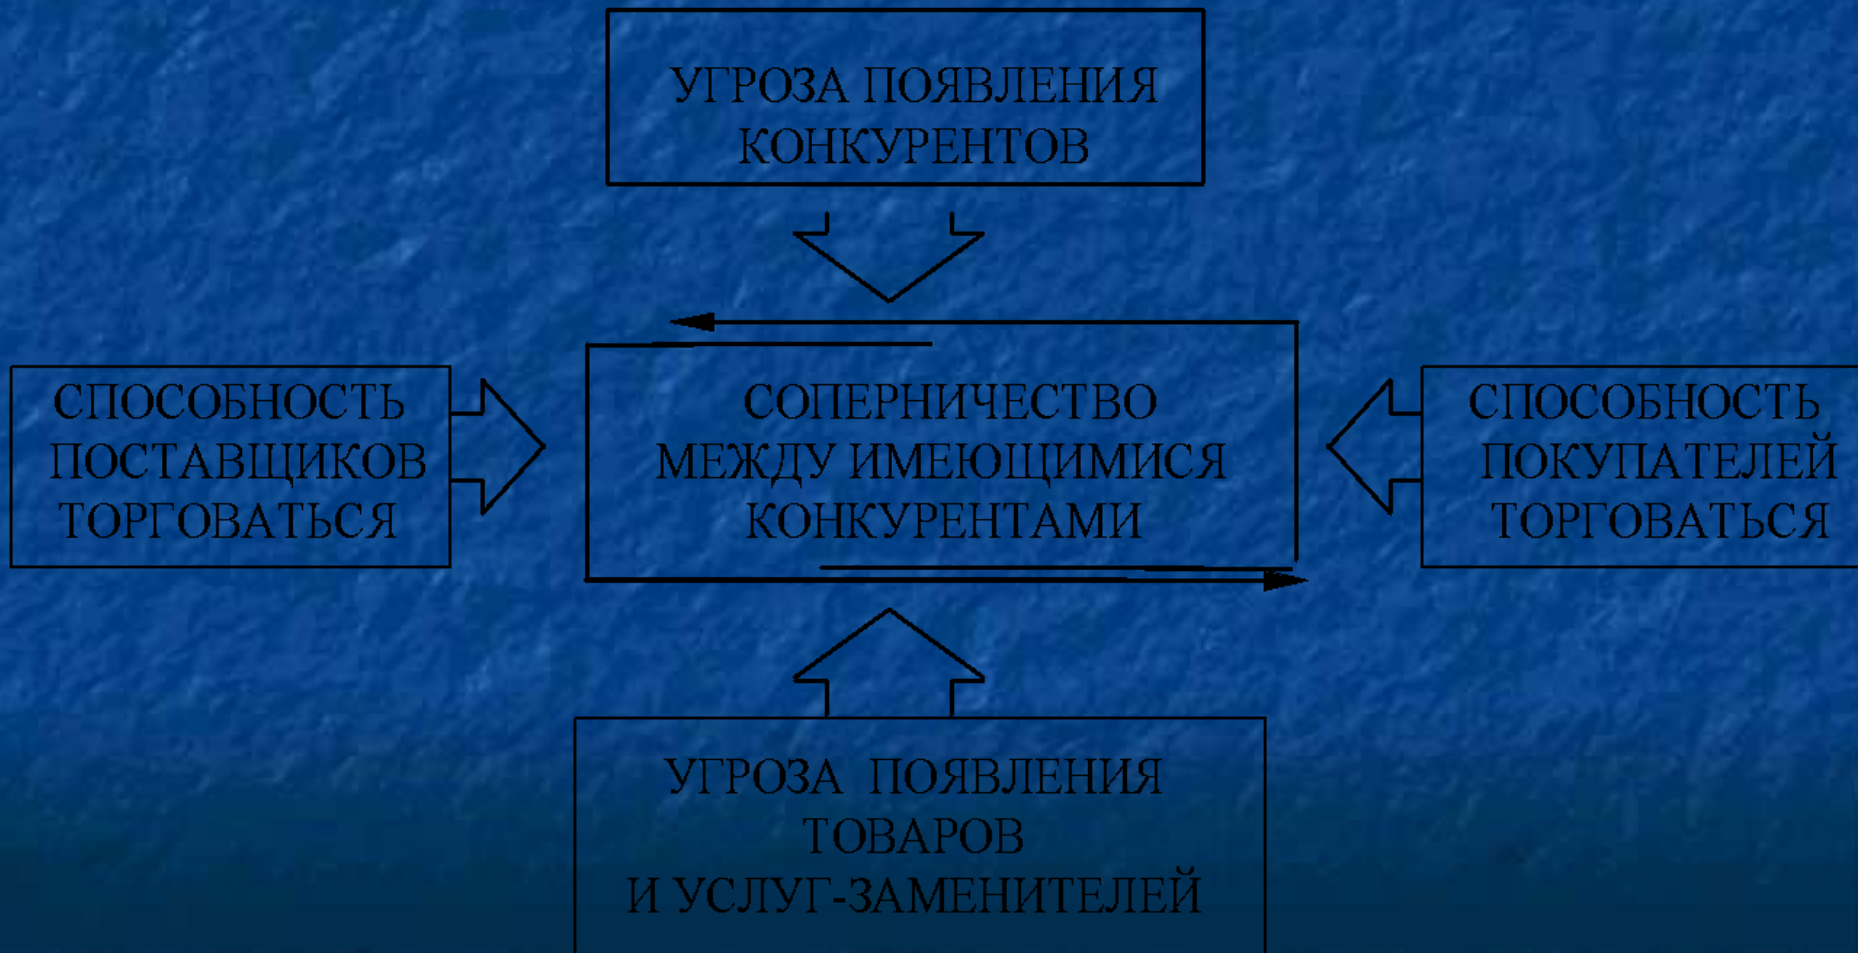 УГРОЗА ПОЯВЛЕНИЯ
КОНКУРЕНТОВ
СПОСОБНОСТЬ
ПОСТАВЩИКОВ
ТОРГОВАТЬСЯ
СОПЕРНИЧЕСТВО
МЕЖДУ ИМЕЮЩИМИСЯ
КОНКУРЕНТАМИ
СПОСОБНОСТЬ
ПОКУПАТЕЛЕЙ
ТОРГОВАТЬСЯ
УГРОЗА ПОЯВЛЕНИЯ
ТОВАРОВ
И УСЛУГ-ЗАМЕНИТЕЛЕЙ